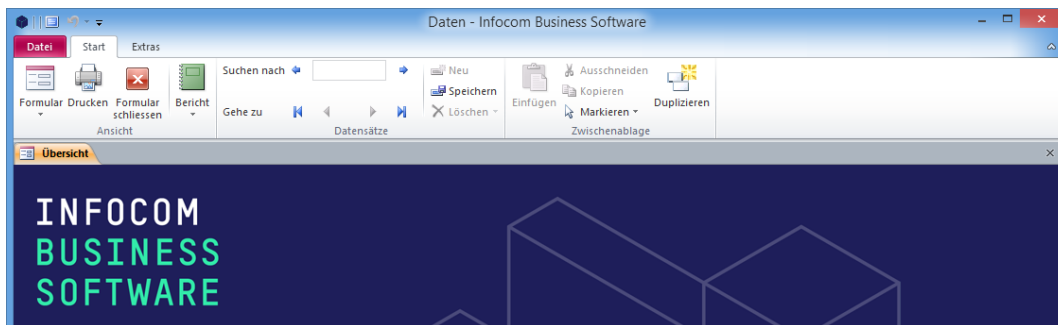 Daten - Infocom Business Software
Datei Start Extras
Formular Drucken Formular schliessen Bericht
Ansicht
Suchen nach
Gehe zu
Datensätze
Neu
Speichern
Löschen
Einfügen
Ausschneiden
Kopieren
Markieren
Duplizieren
Zwischenablage
Übersicht
INFOCOM
BUSINESS
SOFTWARE